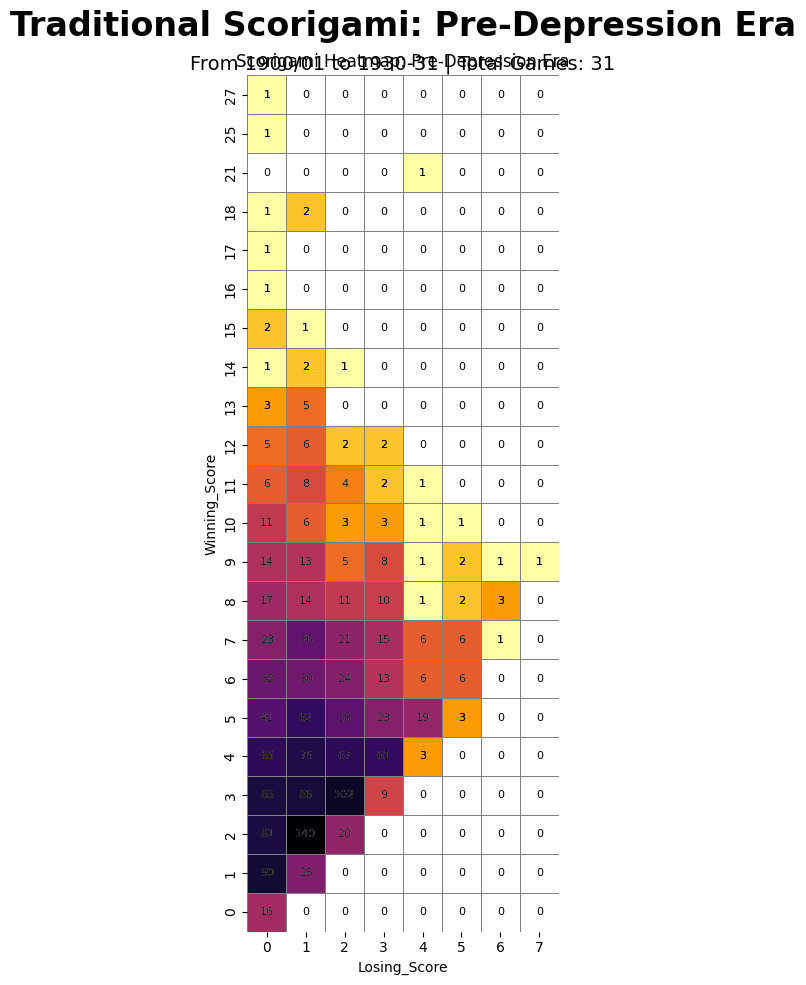 Traditional Scorigami: Pre-Depression Era
From 1900/01 to 1930-31 | Total Games: 31
Scorigami Heatmap: Pre-Depression Era
Winning_Score
27 1 0 0 0 0 0 0 0
25 1 0 0 0 0 0 0 0
21 0 0 0 0 1 0 0 0
18 1 2 0 0 0 0 0 0
17 1 0 0 0 0 0 0 0
16 1 0 0 0 0 0 0 0
15 2 1 0 0 0 0 0 0
14 1 2 1 0 0 0 0 0
13 3 5 0 0 0 0 0 0
12 5 6 2 2 0 0 0 0
11 6 8 4 2 1 0 0 0
10 11 6 3 3 1 1 0 0
9 14 13 5 8 1 2 1 1
8 17 14 11 10 1 2 3 0
7 23 21 15 6 6 1 0
6 24 13 6 6 0 0
5 41 23 19 3 0 0
4 3 0 0 0
3 102 9 0 0 0 0
2 140 20 0 0 0 0 0
1 0 0 0 0 0 0
0 16 0 0 0 0 0 0 0
0 1 2 3 4 5 6 7
Losing_Score